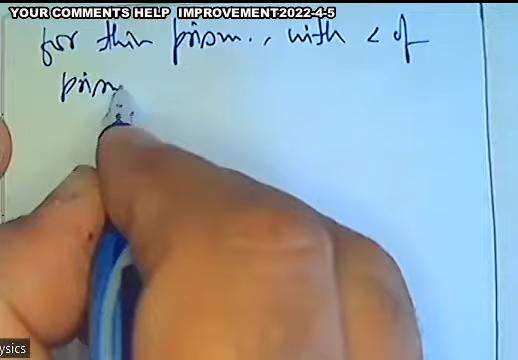 YOUR COMMENTS HELP IMPROVEMENT2022-4-5
for thin prism., with < of
prism
ysics